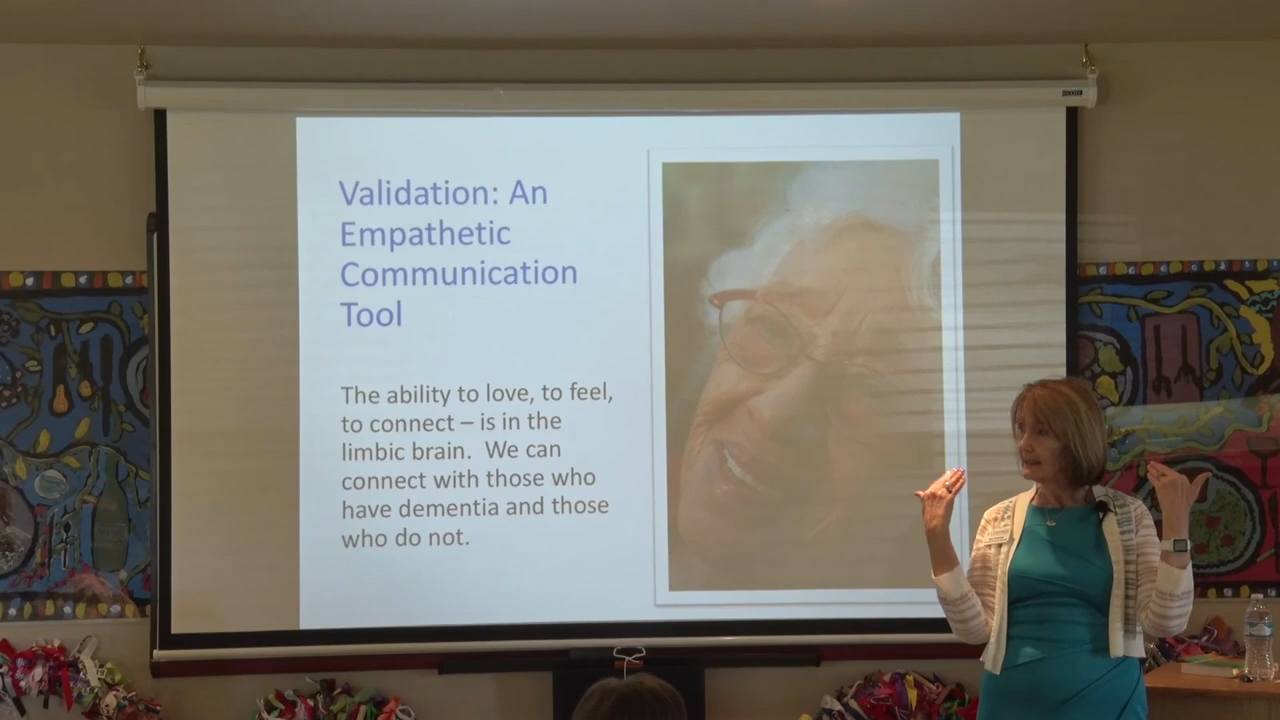 Validation: An
Empathetic
Communication
Tool
The ability to love, to feel,
to connect – is in the
limbic brain.  We can
connect with those who
have dementia and those
who do not.